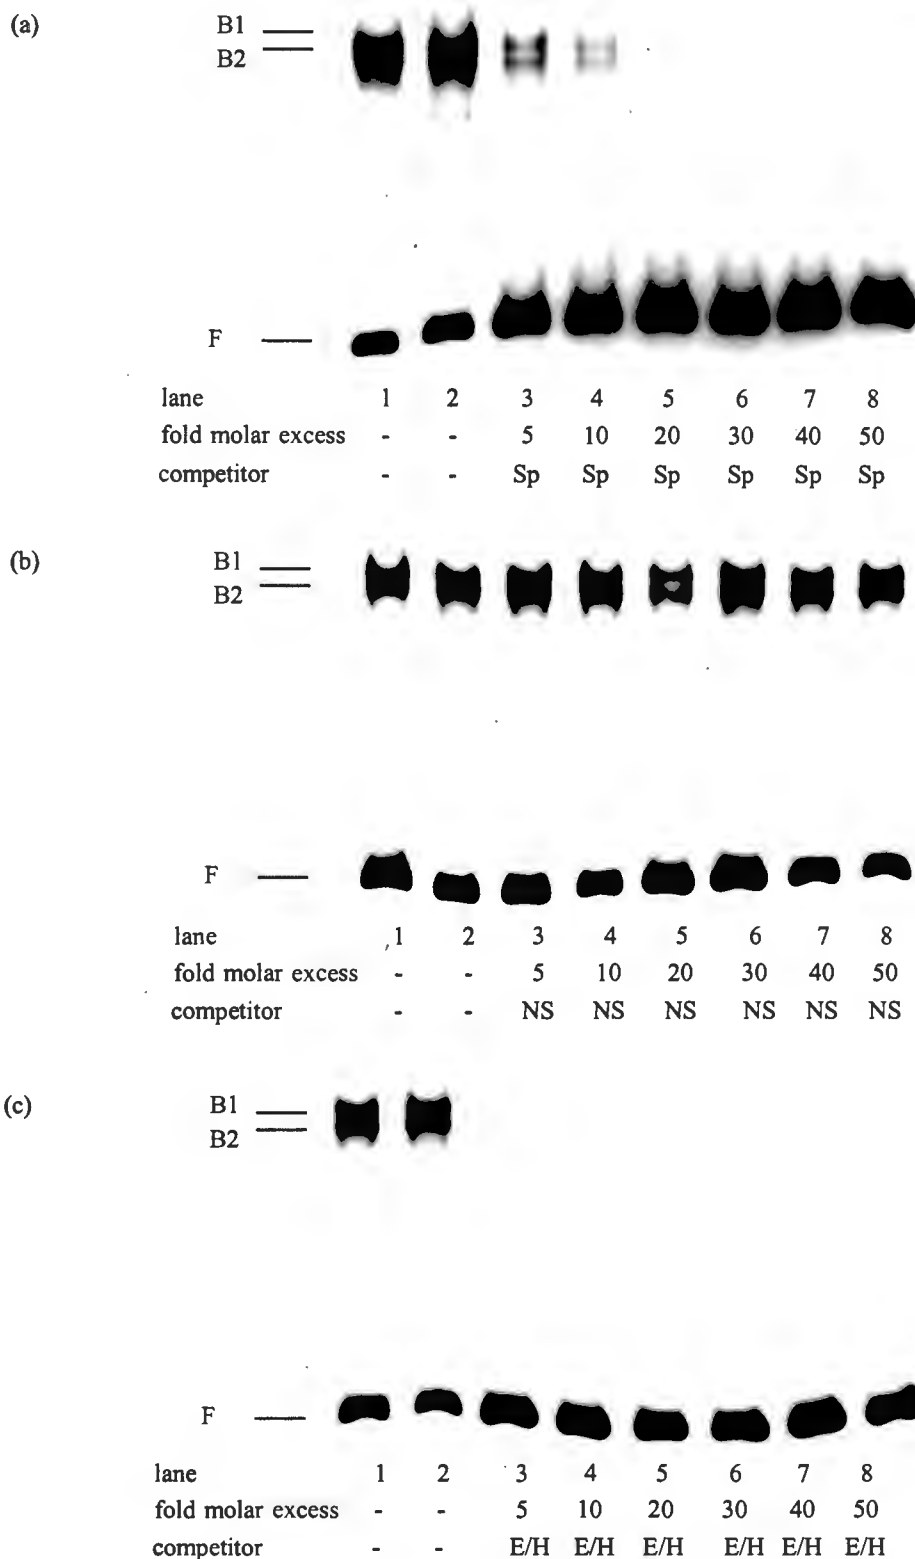 (a)
B1
B2
F
lane 1 2 3 4 5 6 7 8
fold molar excess - - 5 10 20 30 40 50
competitor - - Sp Sp Sp Sp Sp Sp
(b)
B1
B2
F
lane 1 2 3 4 5 6 7 8
fold molar excess - - 5 10 20 30 40 50
competitor - - NS NS NS NS NS NS
(c)
B1
B2
F
lane 1 2 3 4 5 6 7 8
fold molar excess - - 5 10 20 30 40 50
competitor - - E/H E/H E/H E/H E/H E/H